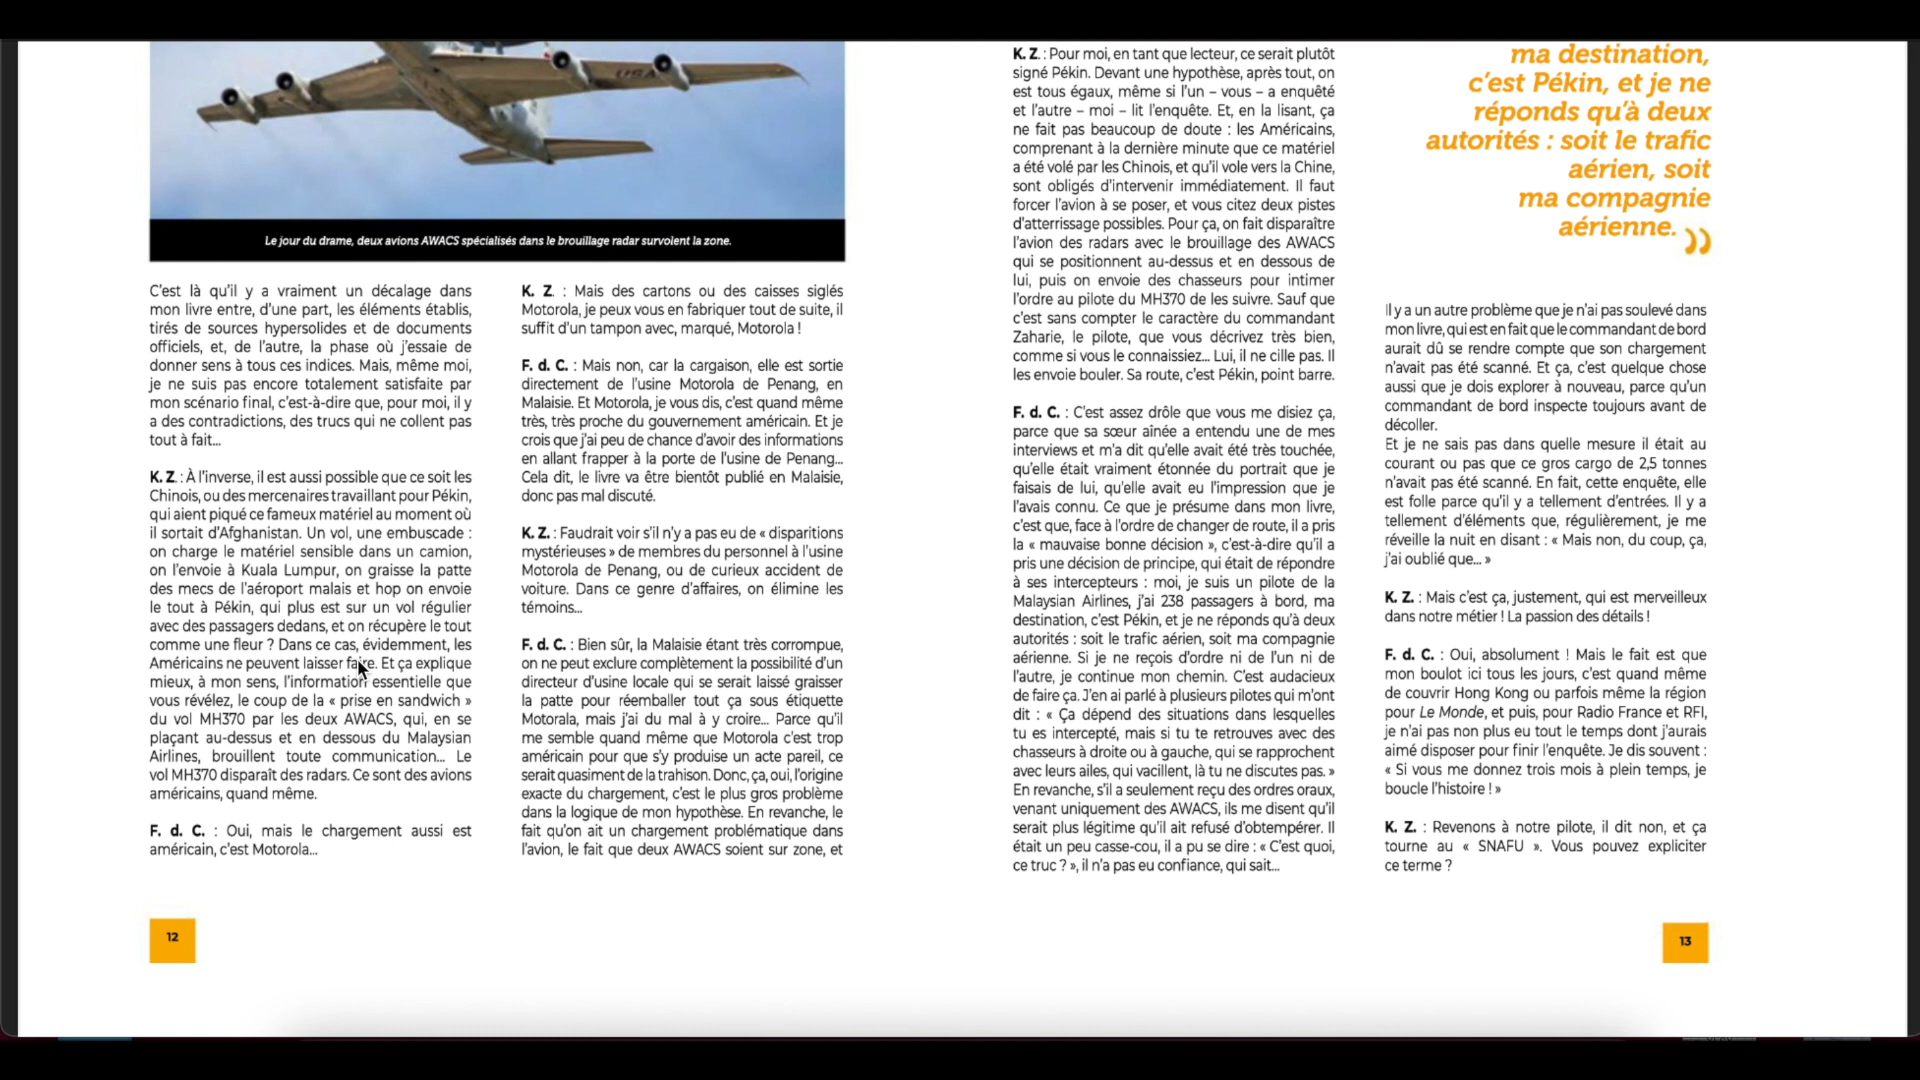 USA
Le jour du drame, deux avions AWACS spécialisés dans le brouillage radar survolent la zone.
C’est là qu’il y a vraiment un décalage dans
mon livre entre, d’une part, les éléments établis,
tirés de sources hypersolides et de documents
officiels, et, de l’autre, la phase où j’essaie de
donner sens à tous ces indices. Mais, même moi,
je ne suis pas encore totalement satisfaite par
mon scénario final, c’est-à-dire que, pour moi, il y
a des contradictions, des trucs qui ne collent pas
tout à fait...
K. Z. : À l’inverse, il est aussi possible que ce soit les
Chinois, ou des mercenaires travaillant pour Pékin,
qui aient piqué ce fameux matériel au moment où
il sortait d’Afghanistan. Un vol, une embuscade :
on charge le matériel sensible dans un camion,
on l’envoie à Kuala Lumpur, on graisse la patte
des mecs de l’aéroport malais et hop on envoie
le tout à Pékin, qui plus est sur un vol régulier
avec des passagers dedans, et on récupère le tout
comme une fleur ? Dans ce cas, évidemment, les
Américains ne peuvent laisser faire. Et ça explique
mieux, à mon sens, l’information essentielle que
vous révélez, le coup de la « prise en sandwich »
du vol MH370 par les deux AWACS, qui, en se
plaçant au-dessus et en dessous du Malaysian
Airlines, brouillent toute communication... Le
vol MH370 disparaît des radars. Ce sont des avions
américains, quand même.
F. d. C. : Oui, mais le chargement aussi est
américain, c’est Motorola...
12
K. Z. : Mais des cartons ou des caisses siglés
Motorola, je peux vous en fabriquer tout de suite, il
suffit d’un tampon avec, marqué, Motorola !
F. d. C. : Mais non, car la cargaison, elle est sortie
directement de l’usine Motorola de Penang, en
Malaisie. Et Motorola, je vous dis, c’est quand même
très, très proche du gouvernement américain. Et je
crois que j’ai peu de chance d’avoir des informations
en allant frapper à la porte de l’usine de Penang...
Cela dit, le livre va être bientôt publié en Malaisie,
donc pas mal discuté.
K. Z. : Faudrait voir s’il n’y a pas eu de « disparitions
mystérieuses » de membres du personnel à l’usine
Motorola de Penang, ou de curieux accident de
voiture. Dans ce genre d’affaires, on élimine les
témoins...
F. d. C. : Bien sûr, la Malaisie étant très corrompue,
on ne peut exclure complètement la possibilité d’un
directeur d’usine locale qui se serait laissé graisser
la patte pour réemballer tout ça sous étiquette
Motorala, mais j’ai du mal à y croire... Parce qu’il
me semble quand même que Motorola c’est trop
américain pour que s’y produise un acte pareil, ce
serait quasiment de la trahison. Donc, ça, oui, l’origine
exacte du chargement, c’est le plus gros problème
dans la logique de mon hypothèse. En revanche, le
fait qu’on ait un chargement problématique dans
l’avion, le fait que deux AWACS soient sur zone, et
K. Z. : Pour moi, en tant que lecteur, ce serait plutôt
signé Pékin. Devant une hypothèse, après tout, on
est tous égaux, même si l’un – vous – a enquêté
et l’autre – moi – lit l’enquête. Et, en la lisant, ça
ne fait pas beaucoup de doute : les Américains,
comprenant à la dernière minute que ce matériel
a été volé par les Chinois, et qu’il vole vers la Chine,
sont obligés d’intervenir immédiatement. Il faut
forcer l’avion à se poser, et vous citez deux pistes
d’atterrissage possibles. Pour ça, on fait disparaître
l’avion des radars avec le brouillage des AWACS
qui se positionnent au-dessus et en dessous de
lui, puis on envoie des chasseurs pour intimer
l’ordre au pilote du MH370 de les suivre. Sauf que
c’est sans compter le caractère du commandant
Zaharie, le pilote, que vous décrivez très bien,
comme si vous le connaissiez... Lui, il ne cille pas. Il
les envoie bouler. Sa route, c’est Pékin, point barre.
F. d. C. : C’est assez drôle que vous me disiez ça,
parce que sa sœur aînée a entendu une de mes
interviews et m’a dit qu’elle avait été très touchée,
qu’elle était vraiment étonnée du portrait que je
faisais de lui, qu’elle avait eu l’impression que je
l’avais connu. Ce que je présume dans mon livre,
c’est que, face à l’ordre de changer de route, il a pris
la « mauvaise bonne décision », c’est-à-dire qu’il a
pris une décision de principe, qui était de répondre
à ses intercepteurs : moi, je suis un pilote de la
Malaysian Airlines, j’ai 238 passagers à bord, ma
destination, c’est Pékin, et je ne réponds qu’à deux
autorités : soit le trafic aérien, soit ma compagnie
aérienne. Si je ne reçois d’ordre ni de l’un ni de
l’autre, je continue mon chemin. C’est audacieux
de faire ça. J’en ai parlé à plusieurs pilotes qui m’ont
dit : « Ça dépend des situations dans lesquelles
tu es intercepté, mais si tu te retrouves avec des
chasseurs à droite ou à gauche, qui se rapprochent
avec leurs ailes, qui vacillent, là tu ne discutes pas. »
En revanche, s’il a seulement reçu des ordres oraux,
venant uniquement des AWACS, ils me disent qu’il
serait plus légitime qu’il ait refusé d’obtempérer. Il
était un peu casse-cou, il a pu se dire : « C’est quoi,
ce truc ? », il n’a pas eu confiance, qui sait...
ma destination,
c’est Pékin, et je ne
réponds qu’à deux
autorités : soit le trafic
aérien, soit
ma compagnie
aérienne. »
Il y a un autre problème que je n’ai pas soulevé dans
mon livre, qui est en fait que le commandant de bord
aurait dû se rendre compte que son chargement
n’avait pas été scanné. Et ça, c’est quelque chose
aussi que je dois explorer à nouveau, parce qu’un
commandant de bord inspecte toujours avant de
décoller.
Et je ne sais pas dans quelle mesure il était au
courant ou pas que ce gros cargo de 2,5 tonnes
n’avait pas été scanné. En fait, cette enquête, elle
est folle parce qu’il y a tellement d’entrées. Il y a
tellement d’éléments que, régulièrement, je me
réveille la nuit en disant : « Mais non, du coup, ça,
j’ai oublié que... »
K. Z. : Mais c’est ça, justement, qui est merveilleux
dans notre métier ! La passion des détails !
F. d. C. : Oui, absolument ! Mais le fait est que
mon boulot ici tous les jours, c’est quand même
de couvrir Hong Kong ou parfois même la région
pour Le Monde, et puis, pour Radio France et RFI,
je n’ai pas non plus eu tout le temps dont j’aurais
aimé disposer pour finir l’enquête. Je dis souvent :
« Si vous me donnez trois mois à plein temps, je
boucle l’histoire ! »
K. Z. : Revenons à notre pilote, il dit non, et ça
tourne au « SNAFU ». Vous pouvez expliciter
ce terme ?
13